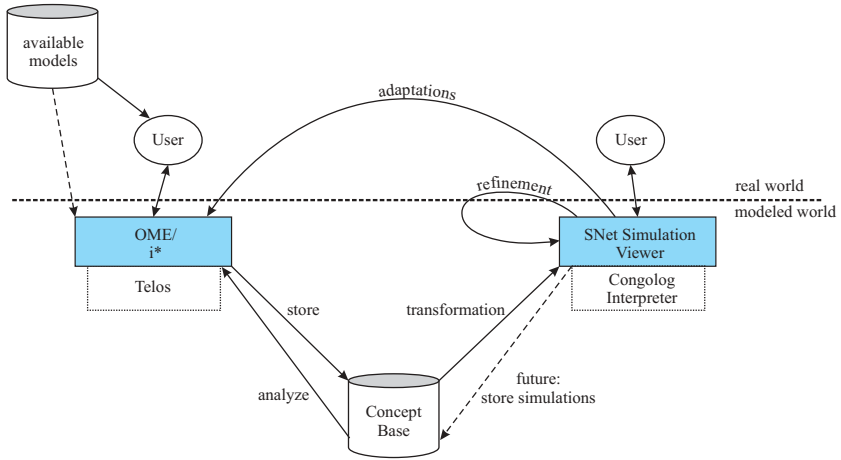 available
models
User
adaptations
User
refinement
real world
modeled world
OME/
i*
Telos
SNet Simulation
Viewer
Congolog
Interpreter
store
transformation
analyze
future:
store simulations
Concept
Base